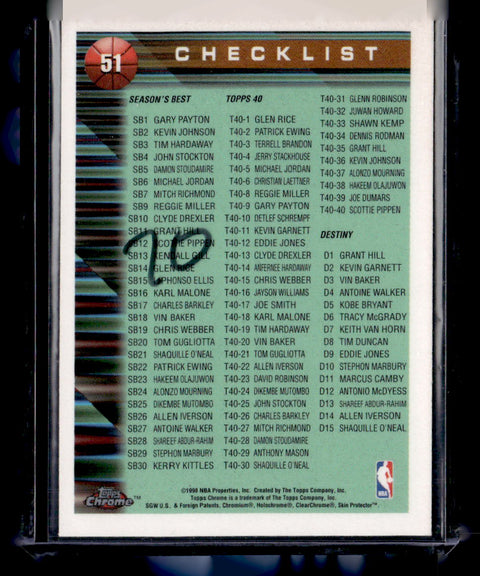 51
CHECKLIST
SEASON'S BEST
SB1 GARY PAYTON
SB2 KEVIN JOHNSON
SB3 TIM HARDAWAY
SB4 JOHN STOCKTON
SB5 DAMON STOUDAMIRE
SB6 MICHAEL JORDAN
SB7 MITCH RICHMOND
SB9 REGGIE MILLER
SB10 CLYDE DREXLER
SB11 GRANT HILL
SB12 SCOTTIE PIPPEN
SB13 KENDALL GILL
SB14 GLEN RICE
SB15 LAPHONSO ELLIS
SB16 KARL MALONE
SB17 CHARLES BARKLEY
SB18 VIN BAKER
SB19 CHRIS WEBBER
SB20 TOM GUGLIOTTA
SB21 SHAQUILLE O'NEAL
SB22 PATRICK EWING
SB23 HAKEEM OLAJUWON
SB24 ALONZO MOURNING
SB25 DIKEMBE MUTOMBO
SB26 ALLEN IVERSON
SB27 ANTOINE WALKER
SB28 SHAREEF ABDUR-RAHIM
SB29 STEPHON MARBURY
SB30 KERRY KITTLES
20
TOPPS 40
T40-1 GLEN RICE
T40-2 PATRICK EWING
T40-3 TERRELL BRANDON
T40-4 JERRY STACKHOUSE
T40-5 MICHAEL JORDAN
T40-6 CHRISTIAN LAETTNER
T40-7 GRANT HILL
T40-8 REGGIE MILLER
T40-9 GARY PAYTON
T40-10 DETLEF SCHREMPF
T40-11 KEVIN GARNETT
T40-12 EDDIE JONES
T40-13 CLYDE DREXLER
T40-14 ANFERNEE HARDAWAY
T40-15 CHRIS WEBBER
T40-16 JAYSON WILLIAMS
T40-17 JOE SMITH
T40-18 KARL MALONE
T40-19 TIM HARDAWAY
T40-20 VIN BAKER
T40-21 TOM GUGLIOTTA
T40-22 ALLEN IVERSON
T40-23 DAVID ROBINSON
T40-24 DIKEMBE MUTOMBO
T40-25 JOHN STOCKTON
T40-26 CHARLES BARKLEY
T40-27 MITCH RICHMOND
T40-28 DAMON STOUDAMIRE
T40-29 ANTHONY MASON
T40-30 SHAQUILLE O'NEAL
T40-31 GLENN ROBINSON
T40-32 JUWAN HOWARD
T40-33 SHAWN KEMP
T40-34 DENNIS RODMAN
T40-35 GRANT HILL
T40-36 KEVIN JOHNSON
T40-37 ALONZO MOURNING
T40-38 HAKEEM OLAJUWON
T40-39 JOE DUMARS
T40-40 SCOTTIE PIPPEN
DESTINY
D1 GRANT HILL
D2 KEVIN GARNETT
D3 VIN BAKER
D4 ANTOINE WALKER
D5 KOBE BRYANT
D6 TRACY McGRADY
D7 KEITH VAN HORN
D8 TIM DUNCAN
D9 EDDIE JONES
D10 STEPHON MARBURY
D11 MARCUS CAMBY
D12 ANTONIO McDYESS
D13 SHAREEF ABDUR-RAHIM
D14 ALLEN IVERSON
D15 SHAQUILLE O'NEAL
Topps Chrome™
©1998 NBA Properties, Inc. Created by The Topps Company, Inc.
Topps Chrome is a trademark of The Topps Company, Inc.
SGW U.S. & Foreign Patents, Chromium®, Holochrome®, ClearChrome®, Skin Protector™
NBA